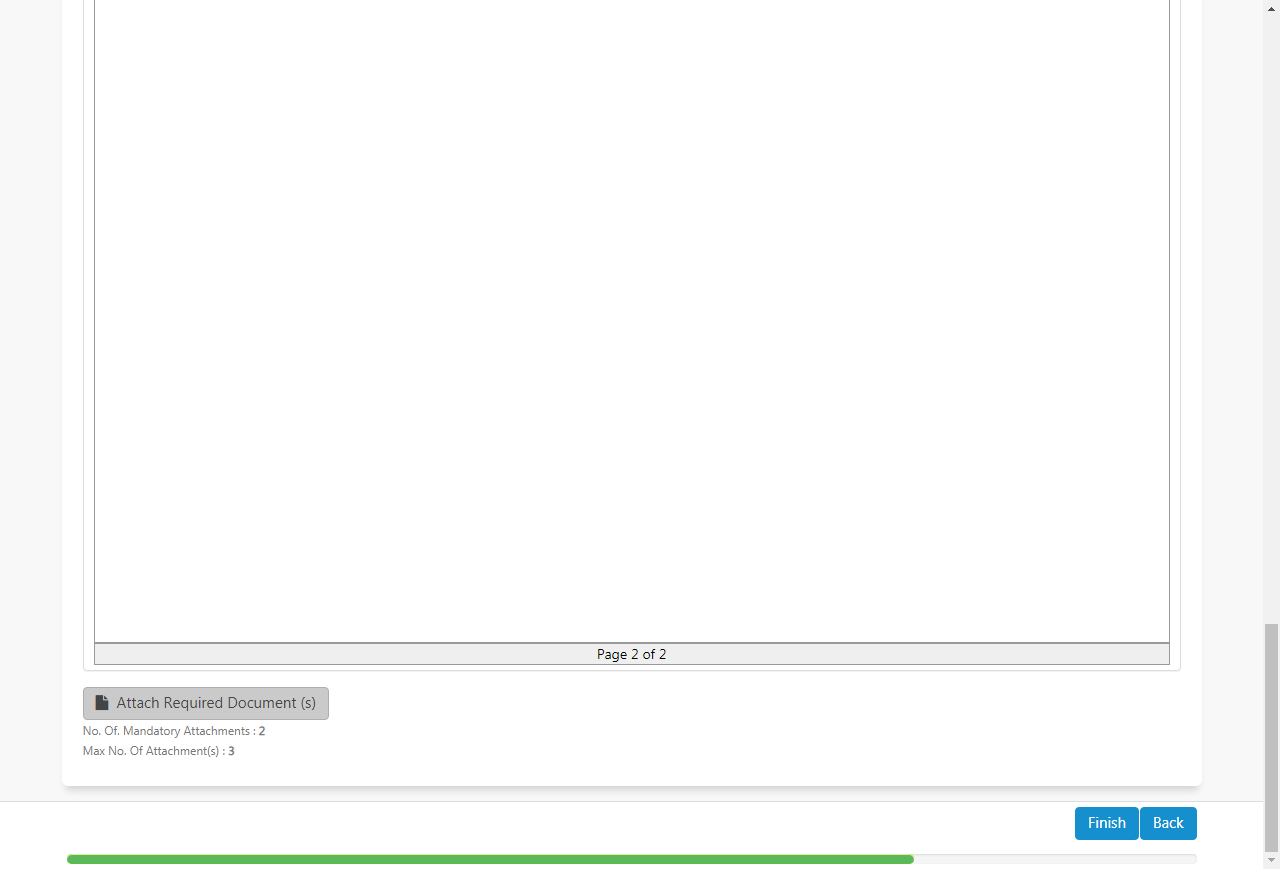 Page 2 of 2
Attach Required Document (s)
No. Of. Mandatory Attachments : 2
Max No. Of Attachment(s) : 3
Finish Back